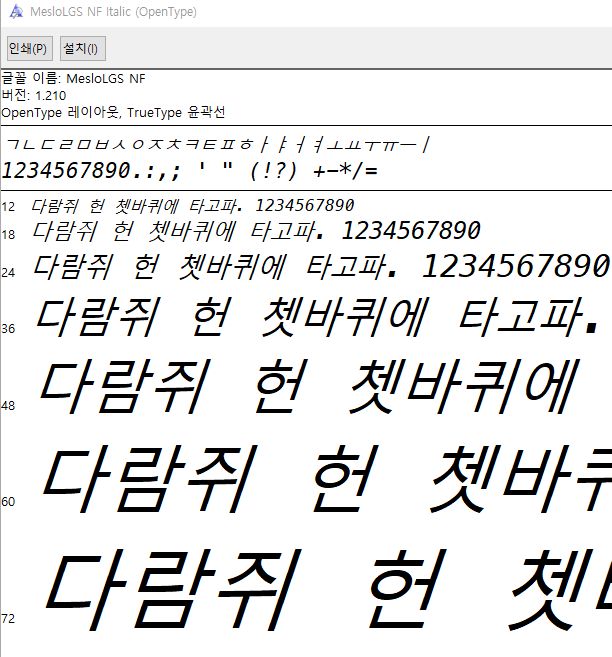 MesloLGS NF Italic (OpenType)
인쇄(P) 설치(I)
글꼴 이름: MesloLGS NF
버전: 1.210
OpenType 레이아웃, TrueType 윤곽선
ㄱㄴㄷㄹㅁㅂㅅㅇㅈㅊㅋㅌㅍㅎㅏㅑㅓㅕㅗㅛㅜㅠㅡㅣ
1234567890.:,; ' " (!?) +-*/=
12 다람쥐 헌 쳇바퀴에 타고파. 1234567890
18 다람쥐 헌 쳇바퀴에 타고파. 1234567890
24 다람쥐 헌 쳇바퀴에 타고파. 1234567890
36 다람쥐 헌 쳇바퀴에 타고파.
48 다람쥐 헌 쳇바퀴에
60 다람쥐 헌 쳇바
72 다람쥐 헌 쳇